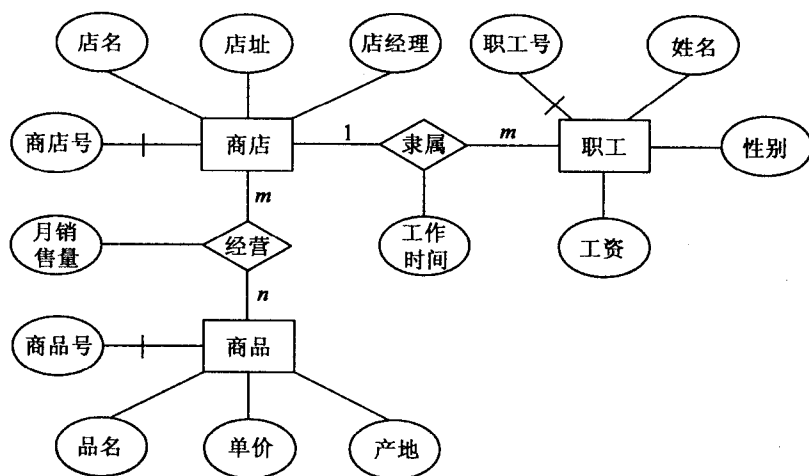 店名
店址
店经理
职工号
姓名
商店号
商店
1
隶属
m
职工
性别
m
月销
售量
经营
工作
时间
工资
n
商品号
商品
品名
单价
产地